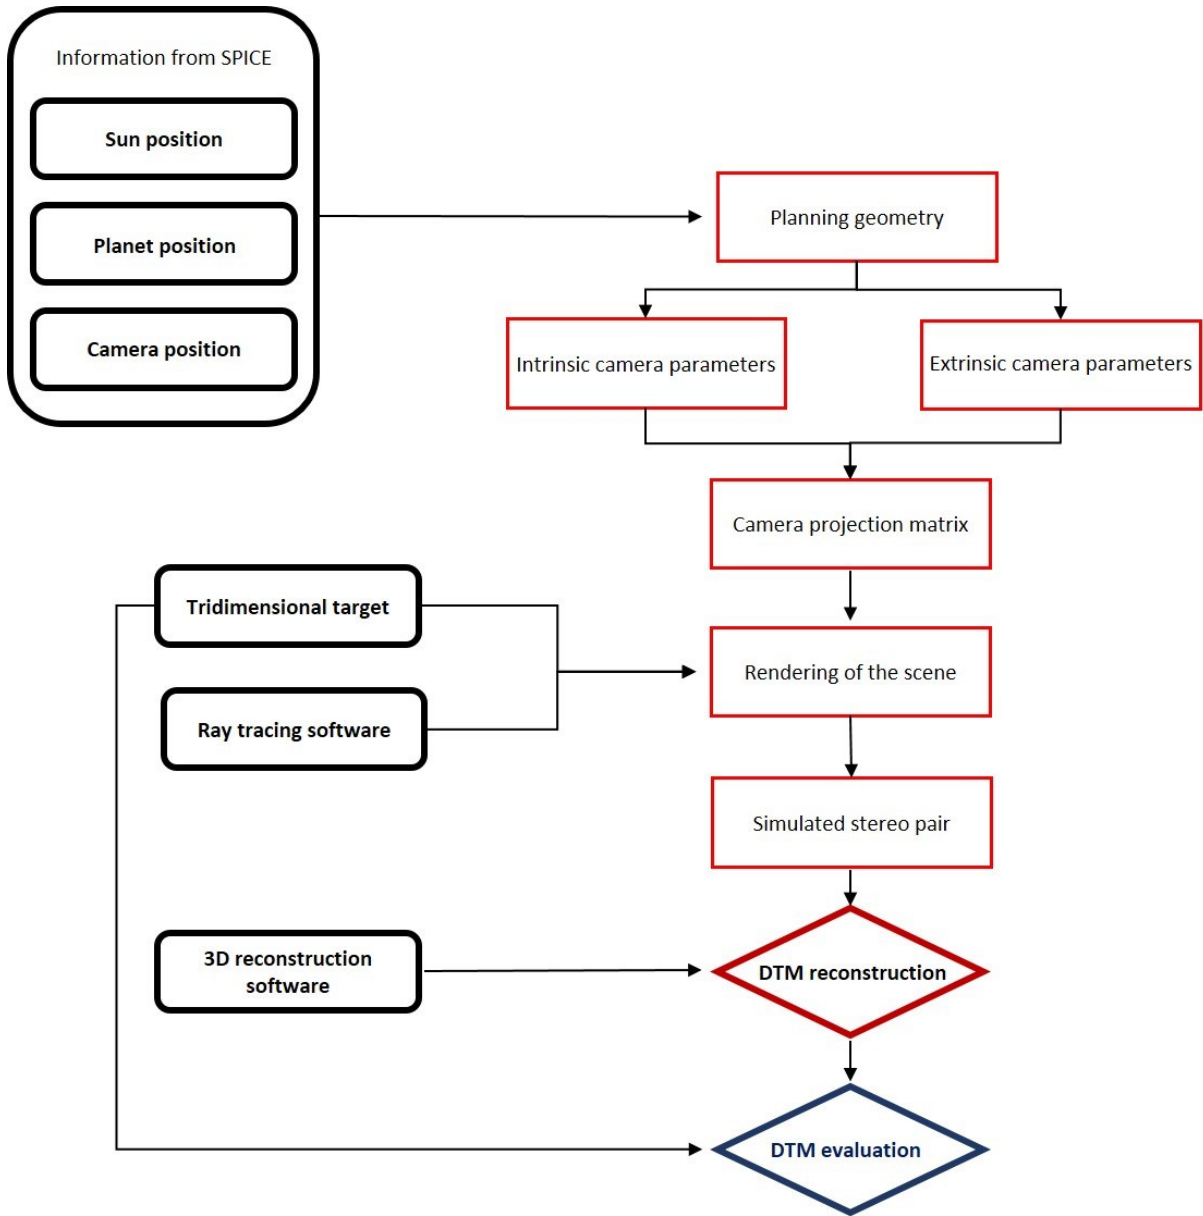 Information from SPICE
Sun position
Planet position
Camera position
Planning geometry
Intrinsic camera parameters
Extrinsic camera parameters
Camera projection matrix
Tridimensional target
Rendering of the scene
Ray tracing software
Simulated stereo pair
3D reconstruction
software
DTM reconstruction
DTM evaluation